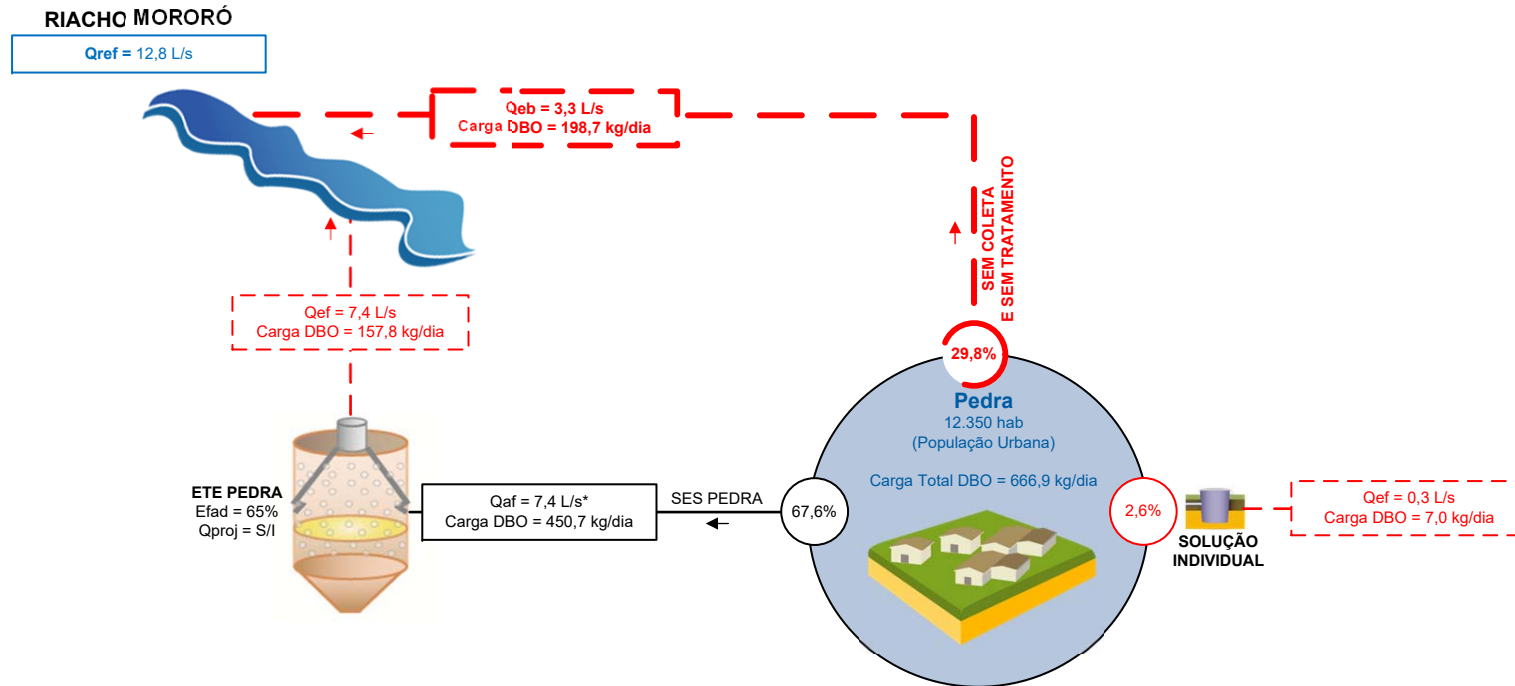 RIACHO MORORÓ
Qref = 12,8 L/s
Qeb = 3,3 L/s
Carga DBO = 198,7 kg/dia
SEM COLETA
E SEM TRATAMENTO
Qef = 7,4 L/s
Carga DBO = 157,8 kg/dia
29,8%
Pedra
12.350 hab
(População Urbana)
Carga Total DBO = 666,9 kg/dia
ETE PEDRA
Efad = 65%
Qproj = S/I
Qaf = 7,4 L/s*
Carga DBO = 450,7 kg/dia
SES PEDRA
67,6%
2,6%
SOLUÇÃO
INDIVIDUAL
Qef = 0,3 L/s
Carga DBO = 7,0 kg/dia